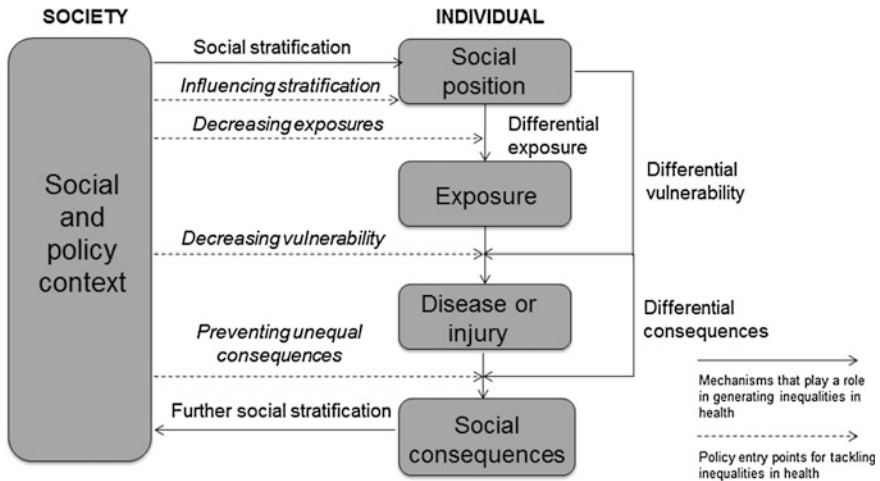 SOCIETY
INDIVIDUAL
Social stratification
Social
position
Influencing stratification
Decreasing exposures
Differential
exposure
Social
and
policy
context
Exposure
Differential
vulnerability
Decreasing vulnerability
Disease or
injury
Differential
consequences
Preventing unequal
consequences
Further social stratification
Social
consequences
Mechanisms that play a role
in generating inequalities in
health
Policy entry points for tackling
inequalities in health